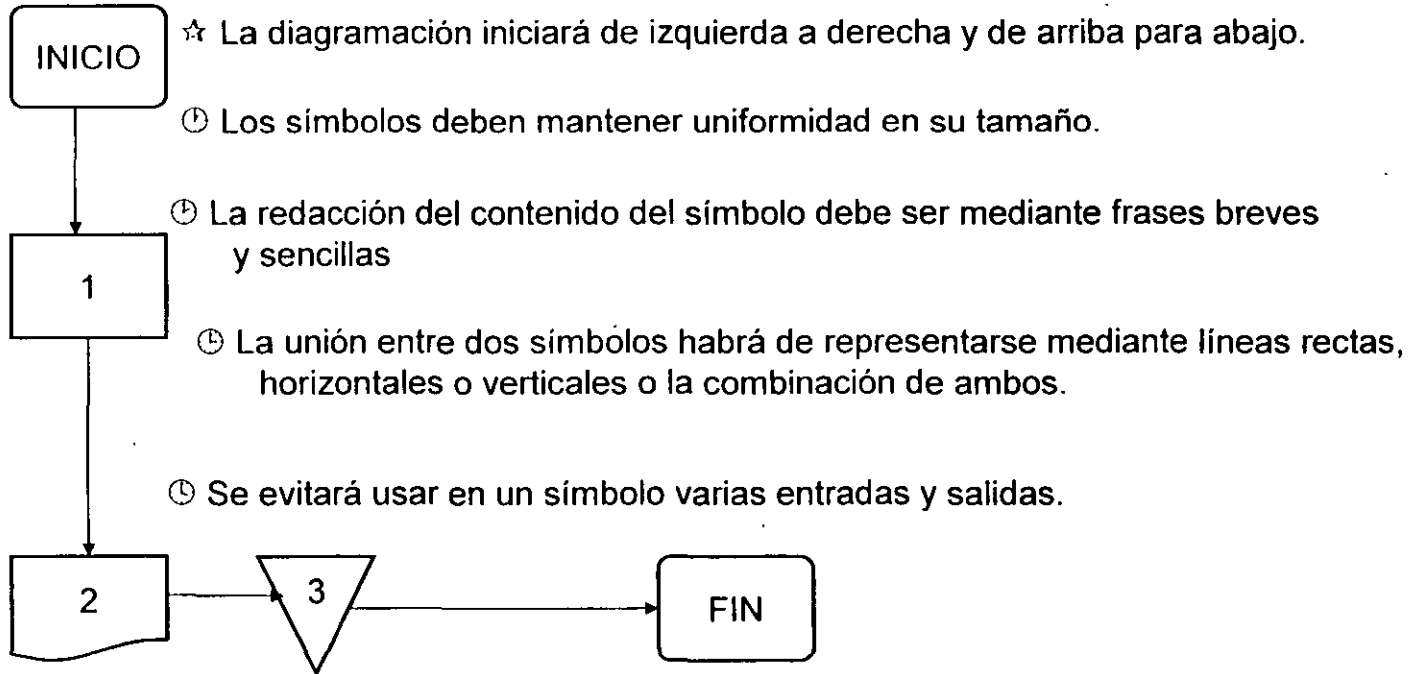 INICIO
☆ La diagramación iniciará de izquierda a derecha y de arriba para abajo.
Los símbolos deben mantener uniformidad en su tamaño.
La redacción del contenido del símbolo debe ser mediante frases breves
y sencillas
1
La unión entre dos símbolos habrá de representarse mediante líneas rectas,
horizontales o verticales o la combinación de ambos.
Se evitará usar en un símbolo varias entradas y salidas.
2
3
FIN